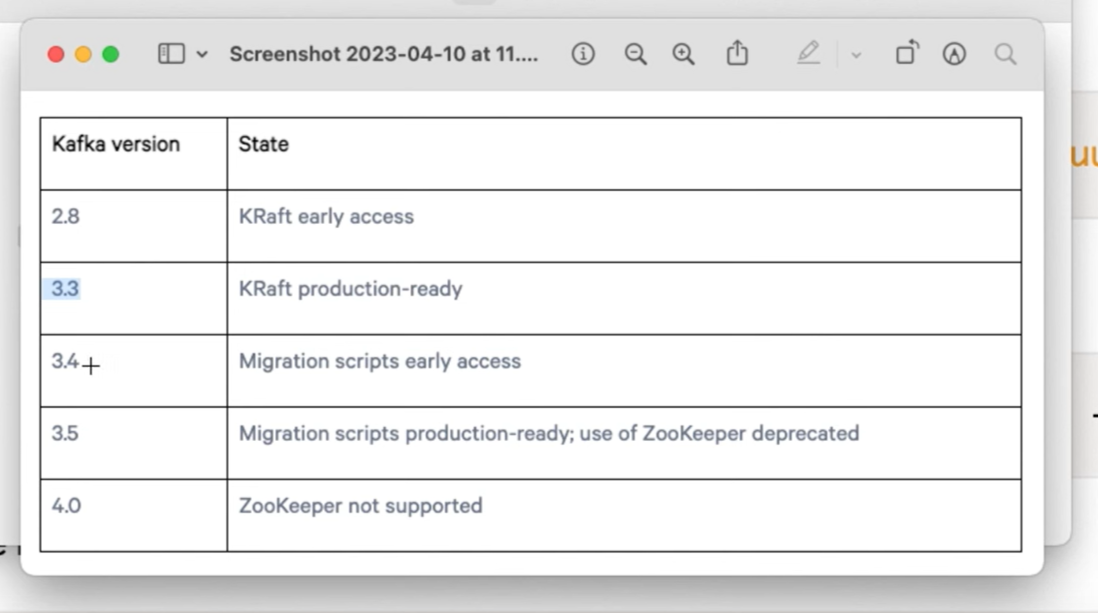 Screenshot 2023-04-10 at 11....
Kafka version State
2.8 KRaft early access
3.3 KRaft production-ready
3.4 Migration scripts early access
3.5 Migration scripts production-ready; use of ZooKeeper deprecated
4.0 ZooKeeper not supported